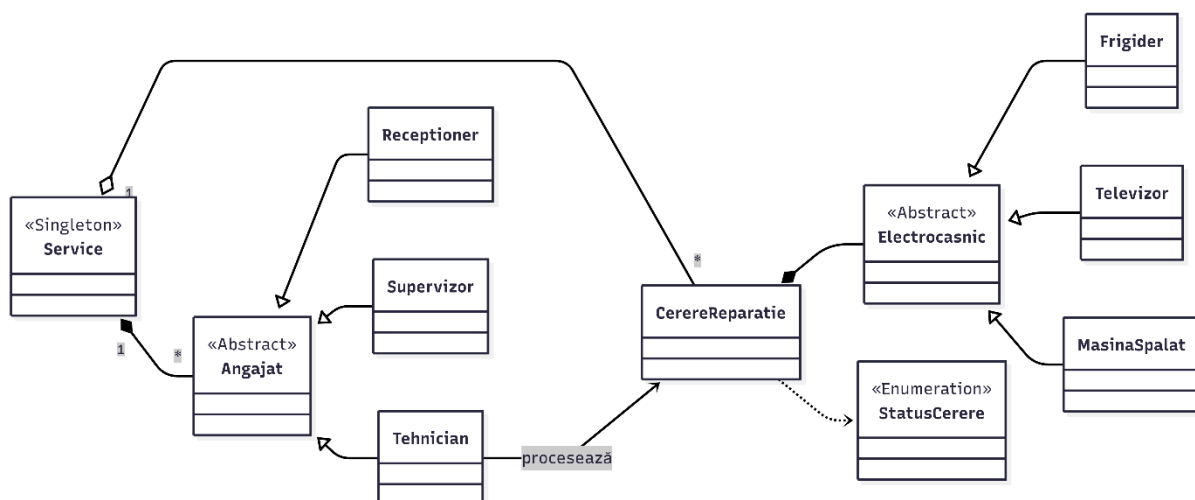 Frigider
Receptioner
«Abstract»
Electrocasnic
Televizor
1
«Singleton»
Service
*
Supervizor
CerereReparatie
MasinaSpalat
1
*
«Abstract»
Angajat
«Enumeration»
StatusCerere
Tehnician
procesează